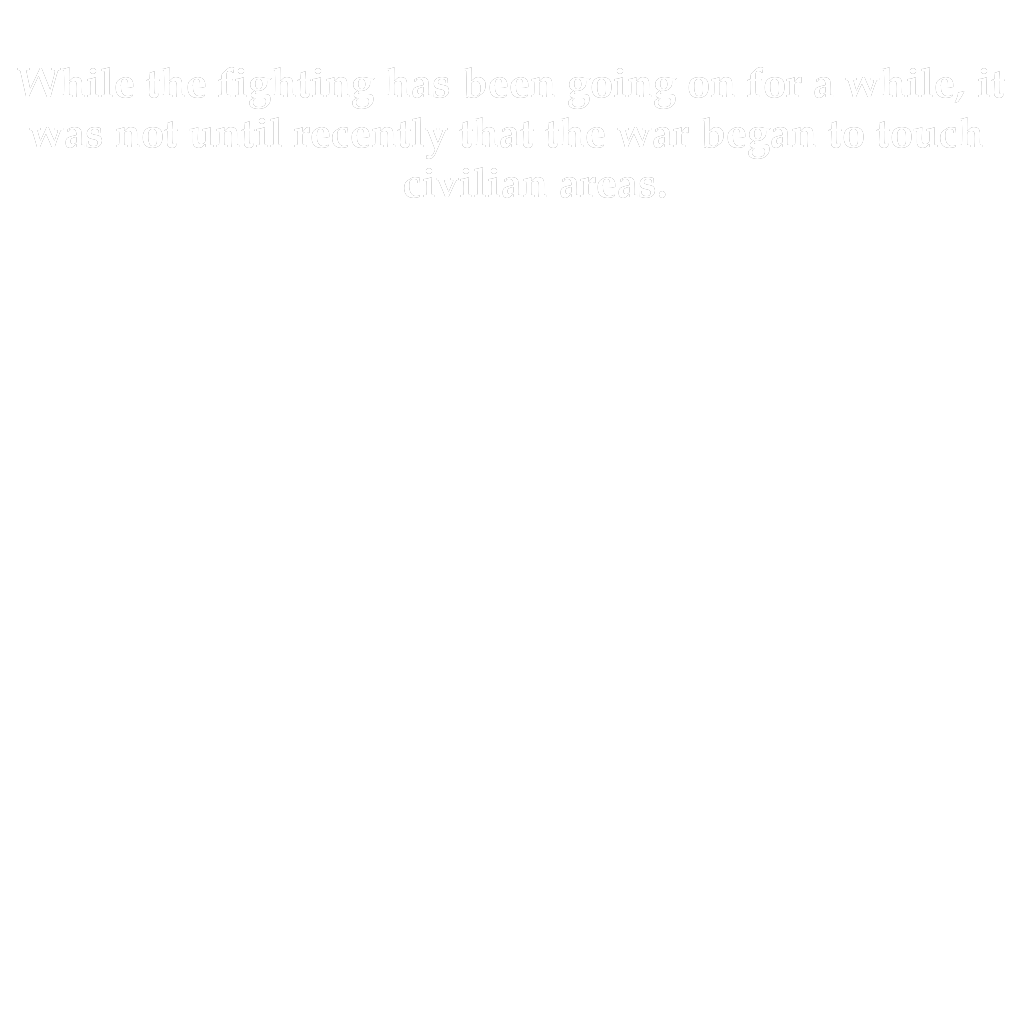 While the fighting has been going on for a while, it
was not until recently that the war began to touch
civilian areas.